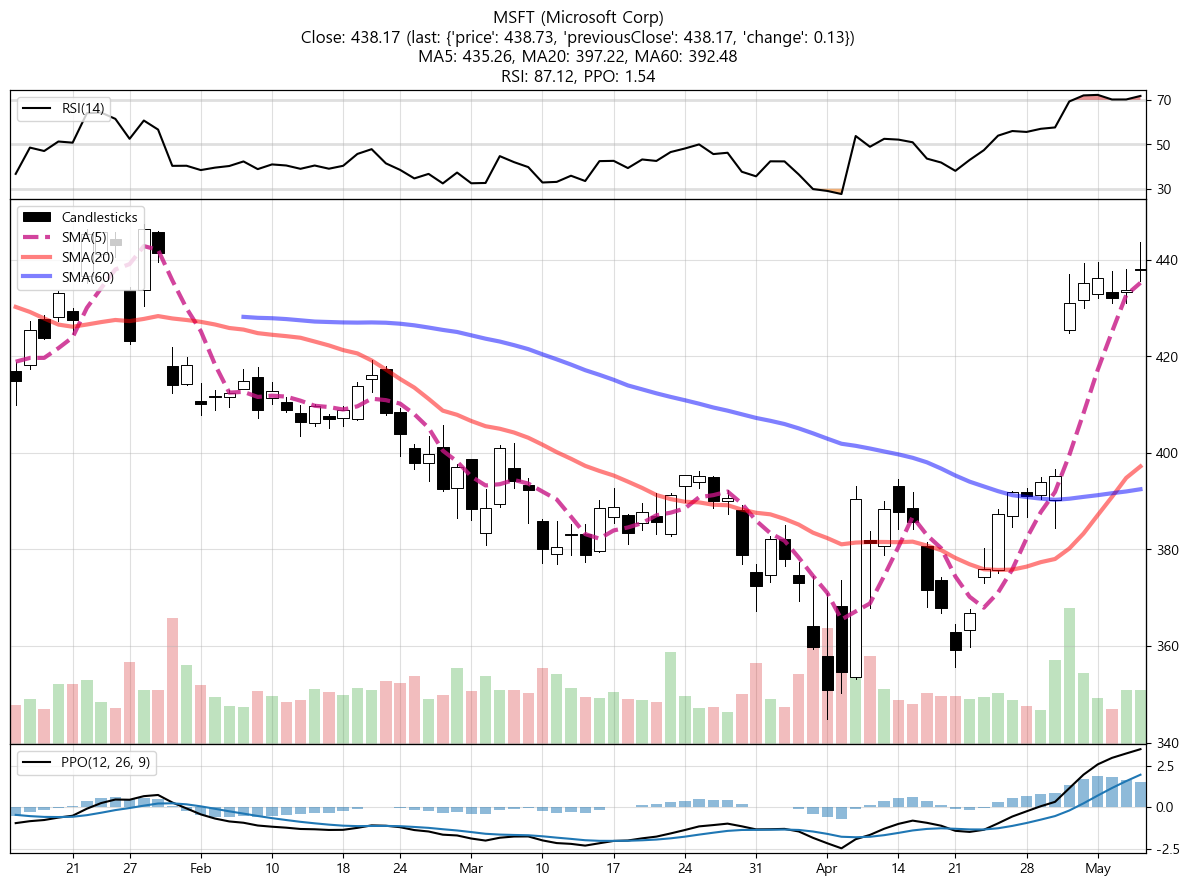 MSFT (Microsoft Corp)
Close: 438.17 (last: {'price': 438.73, 'previousClose': 438.17, 'change': 0.13})
MA5: 435.26, MA20: 397.22, MA60: 392.48
RSI: 87.12, PPO: 1.54
RSI(14)
70
50
30
Candlesticks
SMA(5)
SMA(20)
SMA(60)
440
420
400
380
360
340
PPO(12, 26, 9)
2.5
0.0
−2.5
21 27 Feb 10 18 24 Mar 10 17 24 31 Apr 14 21 28 May